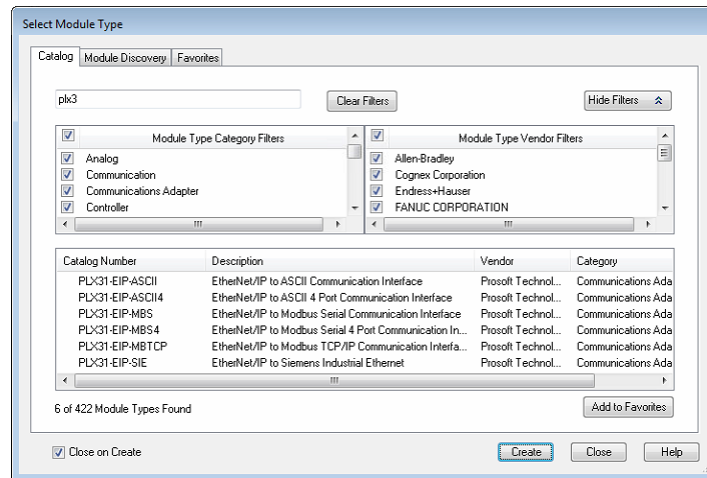 Select Module Type
Catalog Module Discovery Favorites
plx3 Clear Filters Hide Filters
Module Type Category Filters Module Type Vendor Filters
Analog Allen-Bradley
Communication Cognex Corporation
Communications Adapter Endress+Hauser
Controller FANUC CORPORATION
Catalog Number Description Vendor Category
PLX31-EIP-ASCII EtherNet/IP to ASCII Communication Interface Prosoft Technol... Communications Ada
PLX31-EIP-ASCII4 EtherNet/IP to ASCII 4 Port Communication Interface Prosoft Technol... Communications Ada
PLX31-EIP-MBS EtherNet/IP to Modbus Serial Communication Interface Prosoft Technol... Communications Ada
PLX31-EIP-MBS4 EtherNet/IP to Modbus Serial 4 Port Communication In... Prosoft Technol... Communications Ada
PLX31-EIP-MBTCP EtherNet/IP to Modbus TCP/IP Communication Interfa... Prosoft Technol... Communications Ada
PLX31-EIP-SIE EtherNet/IP to Siemens Industrial Ethernet Prosoft Technol... Communications Ada
6 of 422 Module Types Found Add to Favorites
Close on Create Create Close Help